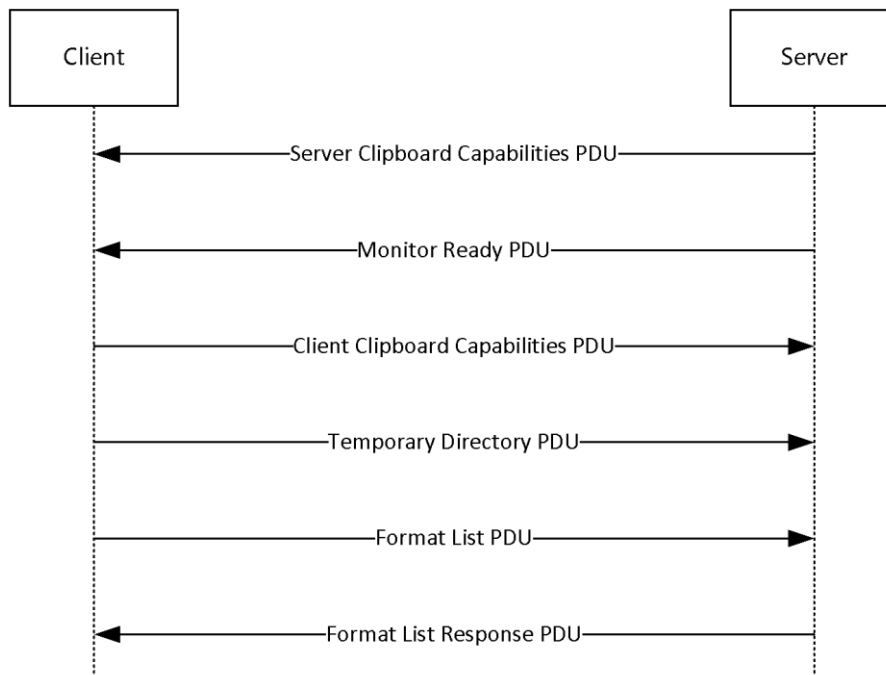 Client
Server
Server Clipboard Capabilities PDU
Monitor Ready PDU
Client Clipboard Capabilities PDU
Temporary Directory PDU
Format List PDU
Format List Response PDU